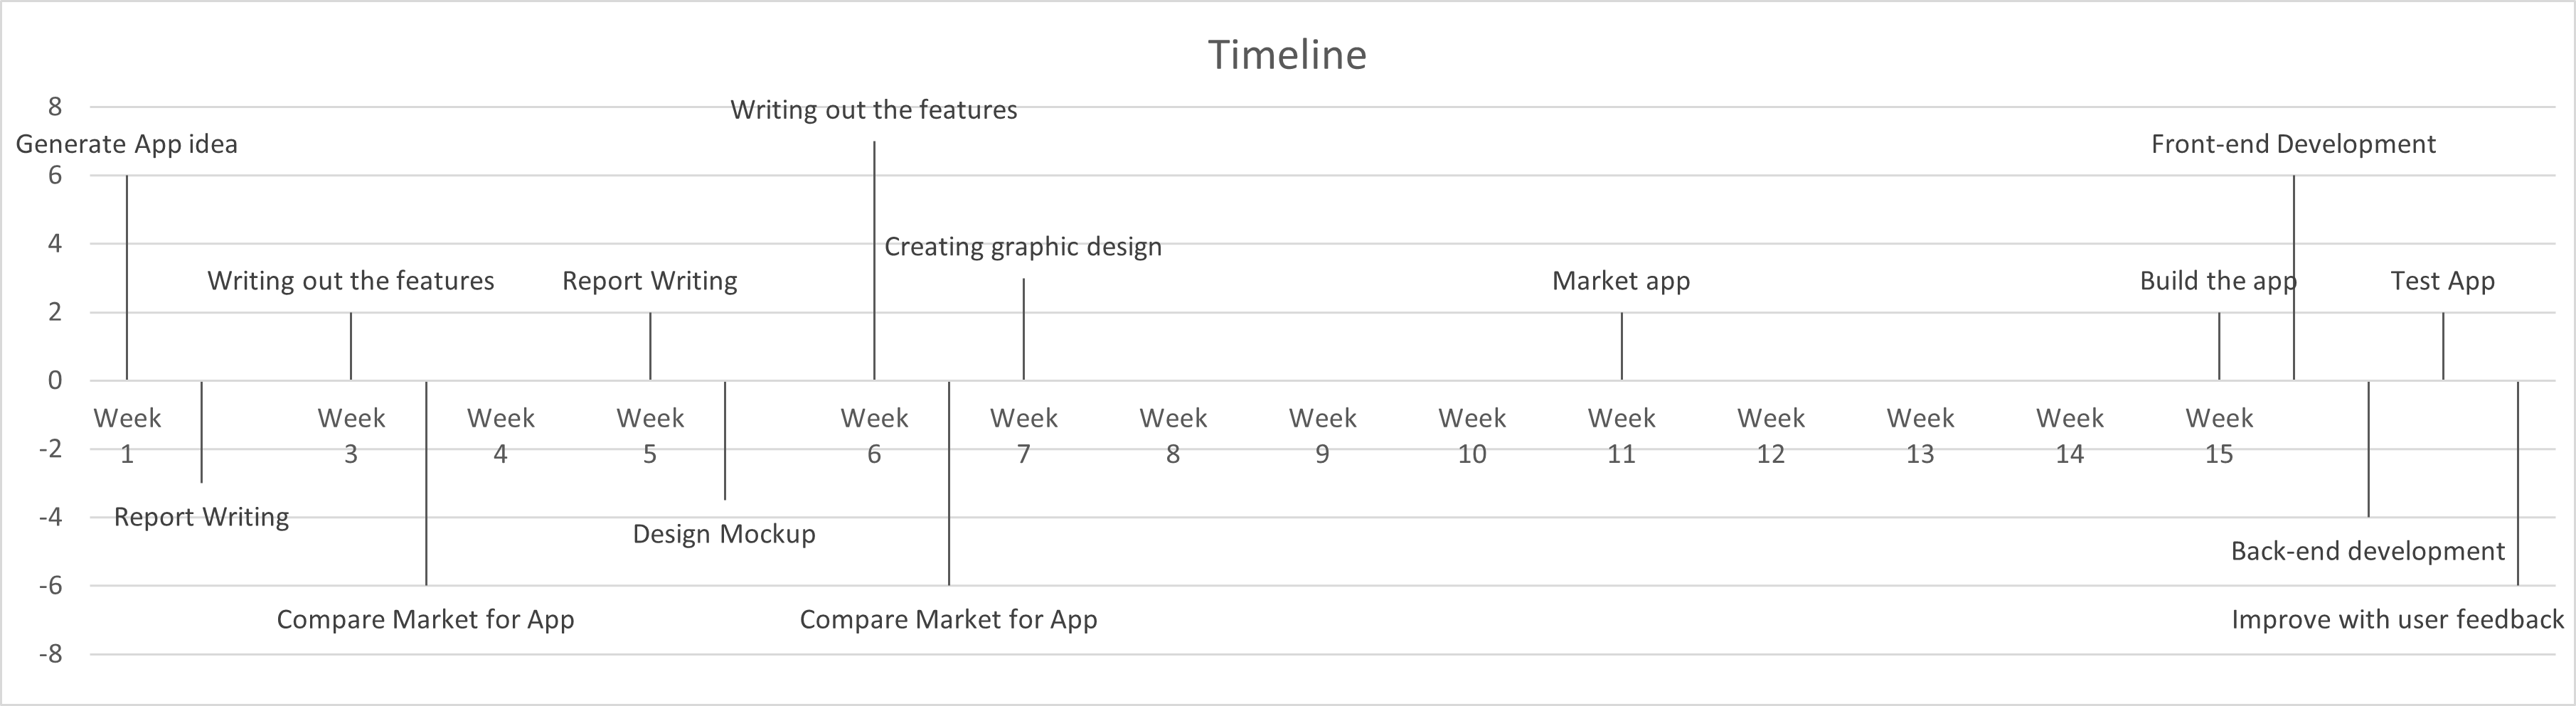 Timeline
8
Writing out the features
Generate App idea
Front-end Development
6
4
Creating graphic design
Writing out the features
Report Writing
Market app
Build the app
Test App
2
0
Week 1
Week 3
Week 4
Week 5
Week 6
Week 7
Week 8
Week 9
Week 10
Week 11
Week 12
Week 13
Week 14
Week 15
-2
Report Writing
-4
Design Mockup
Back-end development
-6
Compare Market for App
Compare Market for App
Improve with user feedback
-8